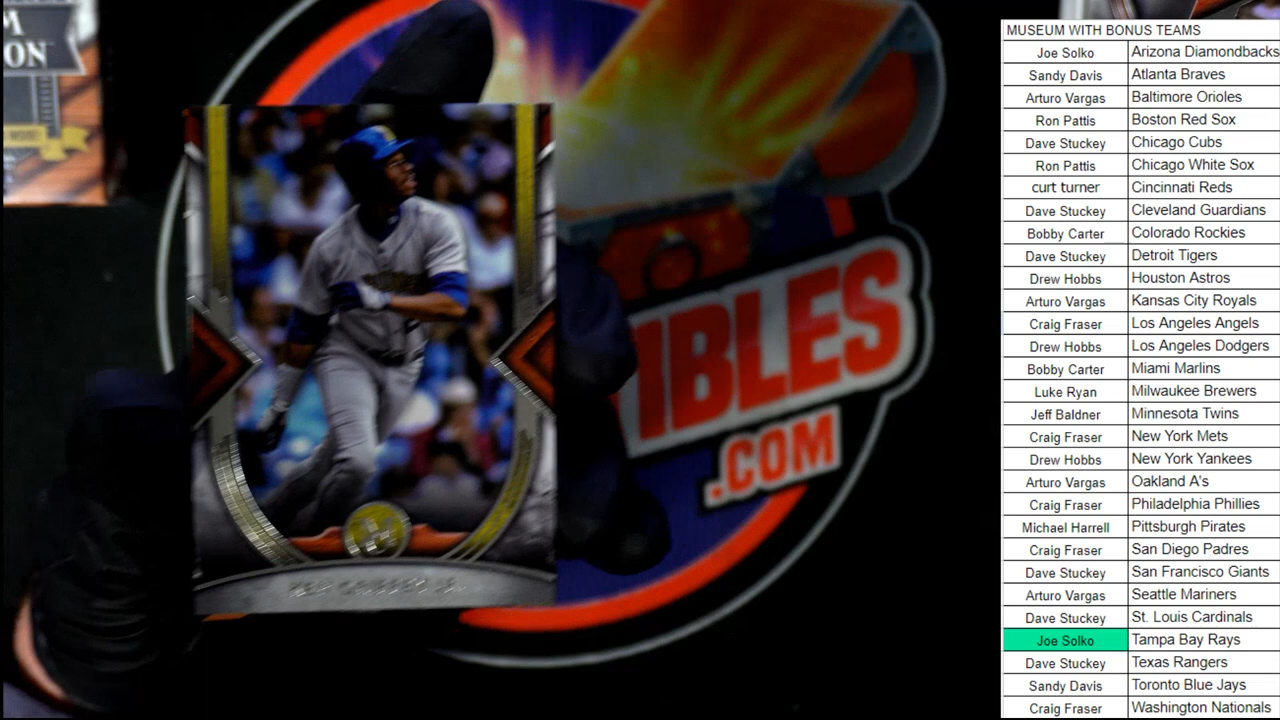 M
ON
IBLES
.COM
MUSEUM WITH BONUS TEAMS
Joe Solko Arizona Diamondbacks
Sandy Davis Atlanta Braves
Arturo Vargas Baltimore Orioles
Ron Pattis Boston Red Sox
Dave Stuckey Chicago Cubs
Ron Pattis Chicago White Sox
curt turner Cincinnati Reds
Dave Stuckey Cleveland Guardians
Bobby Carter Colorado Rockies
Dave Stuckey Detroit Tigers
Drew Hobbs Houston Astros
Arturo Vargas Kansas City Royals
Craig Fraser Los Angeles Angels
Drew Hobbs Los Angeles Dodgers
Bobby Carter Miami Marlins
Luke Ryan Milwaukee Brewers
Jeff Baldner Minnesota Twins
Craig Fraser New York Mets
Drew Hobbs New York Yankees
Arturo Vargas Oakland A's
Craig Fraser Philadelphia Phillies
Michael Harrell Pittsburgh Pirates
Craig Fraser San Diego Padres
Dave Stuckey San Francisco Giants
Arturo Vargas Seattle Mariners
Dave Stuckey St. Louis Cardinals
Joe Solko Tampa Bay Rays
Dave Stuckey Texas Rangers
Sandy Davis Toronto Blue Jays
Craig Fraser Washington Nationals